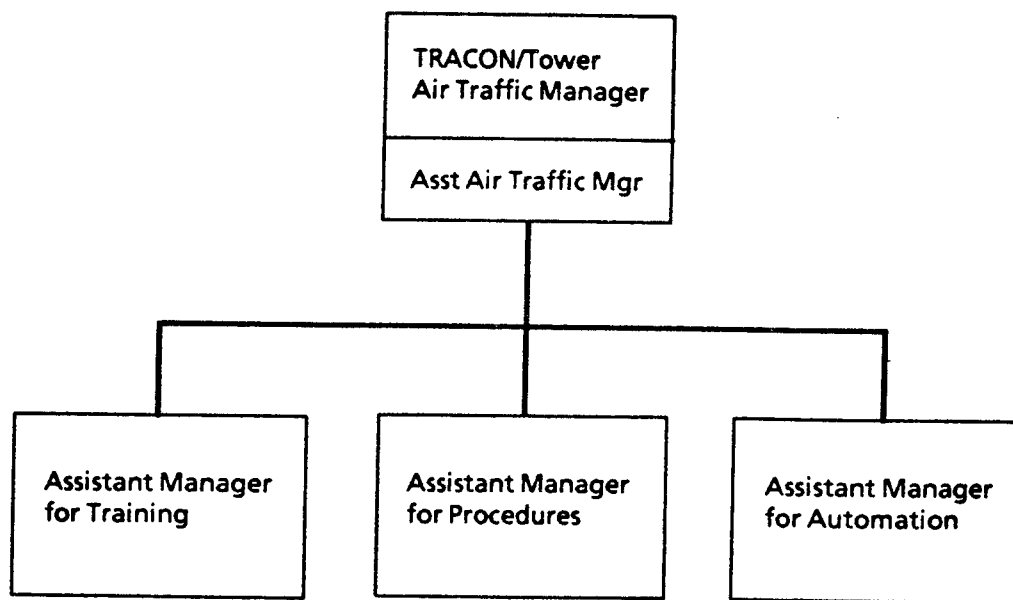 TRACON/Tower
Air Traffic Manager
Asst Air Traffic Mgr
Assistant Manager
for Training
Assistant Manager
for Procedures
Assistant Manager
for Automation